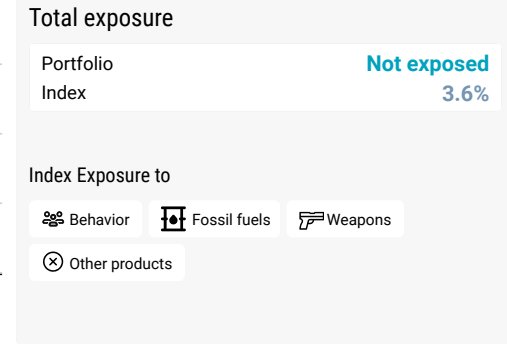 Total exposure
Portfolio Not exposed
Index 3.6%
Index Exposure to
Behavior Fossil fuels Weapons
Other products